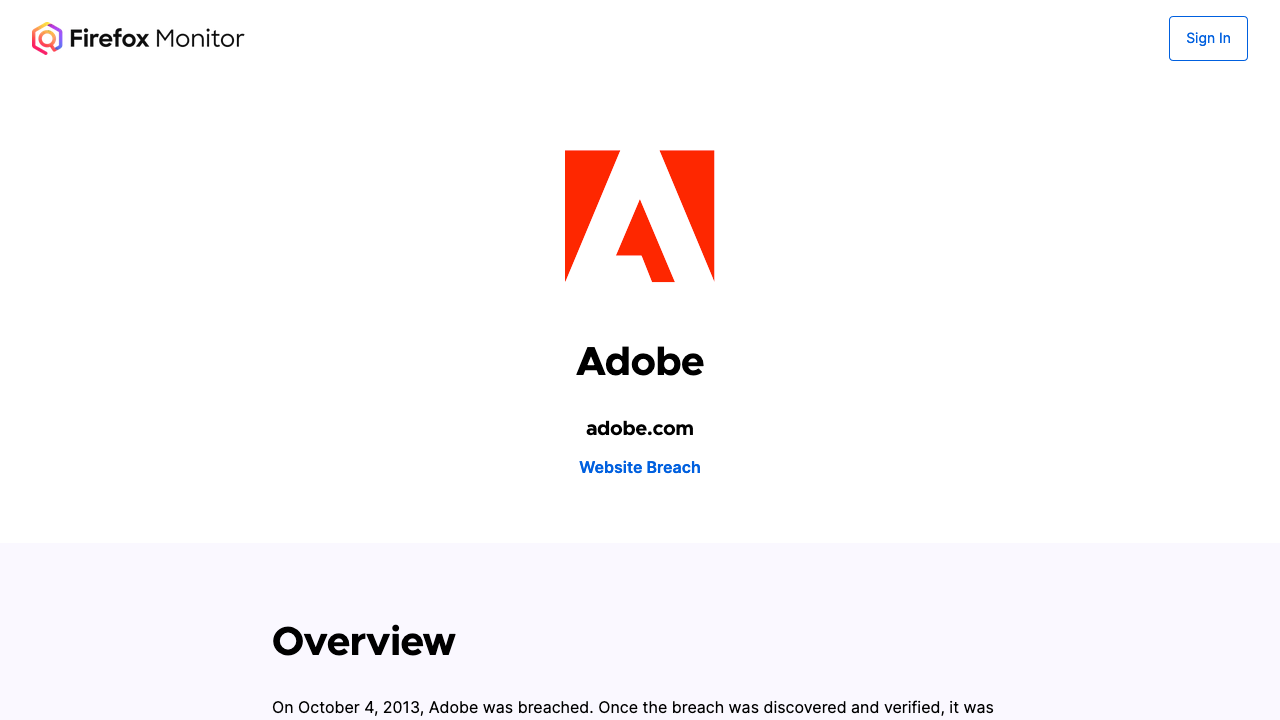 Firefox Monitor
Sign In
Adobe
adobe.com
Website Breach
Overview
On October 4, 2013, Adobe was breached. Once the breach was discovered and verified, it was